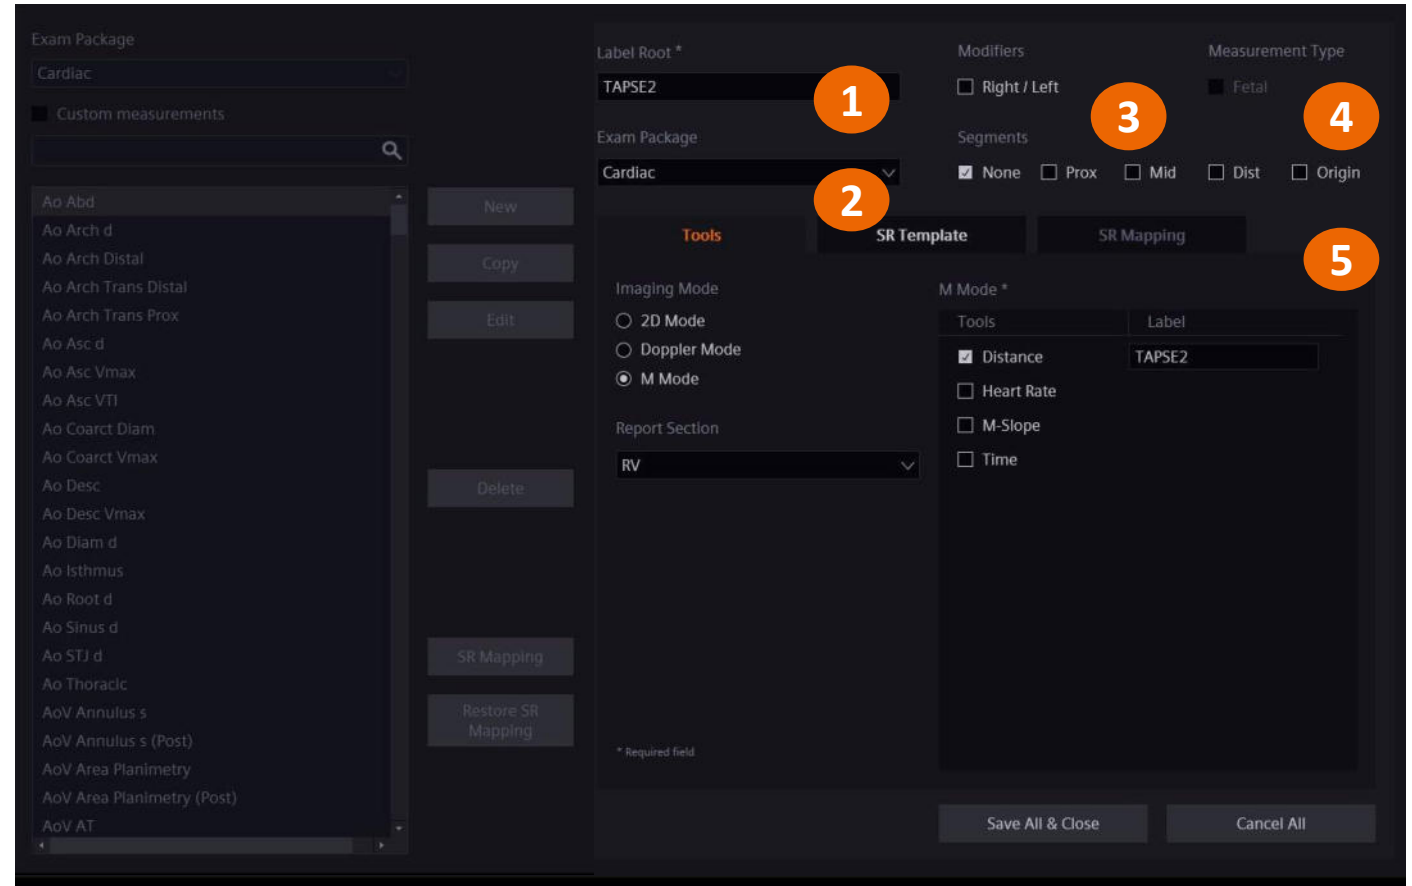 Exam Package
Cardiac
Custom measurements
Ao Abd
Ao Arch d
Ao Arch Distal
Ao Arch Trans Distal
Ao Arch Trans Prox
Ao Asc d
Ao Asc Vmax
Ao Asc VTI
Ao Coarct Diam
Ao Coarct Vmax
Ao Desc
Ao Desc Vmax
Ao Diam d
Ao Isthmus
Ao Root d
Ao Sinus d
Ao STJ d
Ao Thoracic
AoV Annulus s
AoV Annulus s (Post)
AoV Area Planimetry
AoV Area Planimetry (Post)
AoV AT
New
Copy
Edit
Delete
SR Mapping
Restore SR
Mapping
Label Root *
TAPSE2
1
Exam Package
Cardiac
2
Modifiers
Right / Left
3
Measurement Type
Fetal
4
Segments
None Prox Mid Dist Origin
Tools SR Template SR Mapping
5
Imaging Mode
2D Mode
Doppler Mode
M Mode
Report Section
RV
* Required field
M Mode *
Tools Label
Distance TAPSE2
Heart Rate
M-Slope
Time
Save All & Close Cancel All